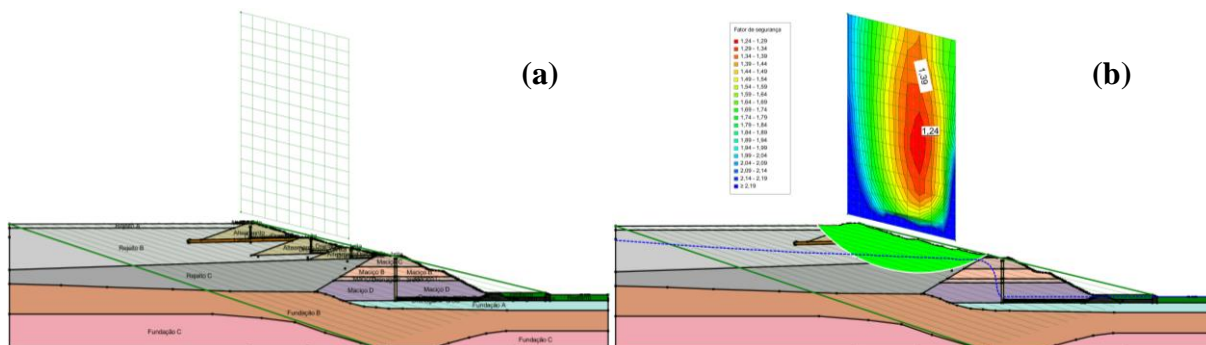 (a)
Rejeito A
Alteamento
Rejeito B
Rejeito C
Maciço C
Maciço B
Maciço B
Maciço D
Maciço D
Fundação A
Fundação B
Fundação C
(b)
Fator de segurança
1,24 - 1,29
1,29 - 1,34
1,34 - 1,39
1,39 - 1,44
1,44 - 1,49
1,49 - 1,54
1,54 - 1,59
1,59 - 1,64
1,64 - 1,69
1,69 - 1,74
1,74 - 1,79
1,79 - 1,84
1,84 - 1,89
1,89 - 1,94
1,94 - 1,99
1,99 - 2,04
2,04 - 2,09
2,09 - 2,14
2,14 - 2,19
≥ 2,19
1,39
1,24